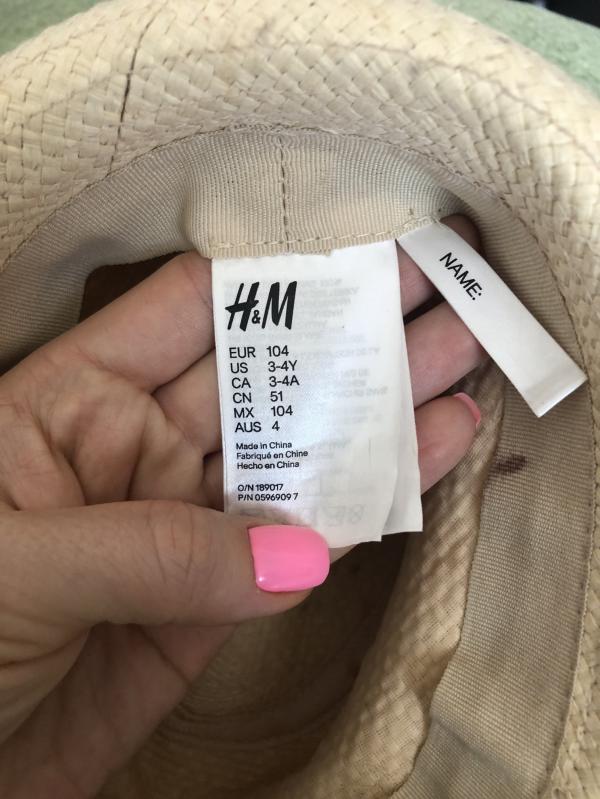 H&M
EUR 104
US 3-4Y
CA 3-4A
CN 51
MX 104
AUS 4
Made in China
Fabriqué en Chine
Hecho en China
O/N 189017
P/N 0596909 7
NAME: